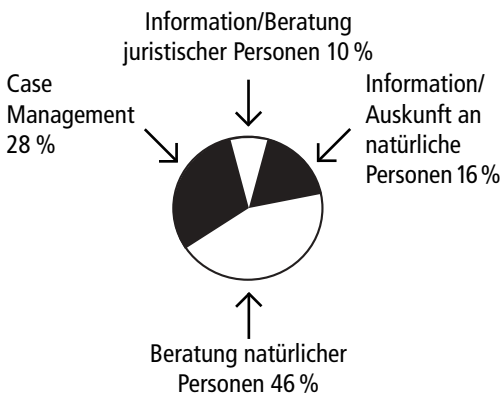 Information/Beratung
juristischer Personen 10 %
Case
Management
28 %
Information/
Auskunft an
natürliche
Personen 16 %
Beratung natürlicher
Personen 46 %